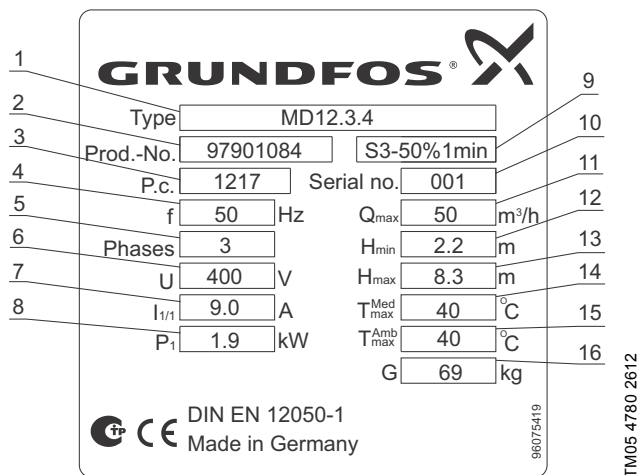 GRUNDFOS®
1 Type MD12.3.4
2 Prod.-No. 97901084 S3-50%1min 9
3 P.c. 1217 Serial no. 001 10
4 f 50 Hz Qmax 50 m³/h 11
5 Phases 3 Hmin 2.2 m 12
6 U 400 V Hmax 8.3 m 13
7 I1/1 9.0 A TMedmax 40 °C 14
8 P1 1.9 kW TAmbmax 40 °C 15
G 69 kg 16
CE DIN EN 12050-1
Made in Germany
96075419
TM05 4780 2612